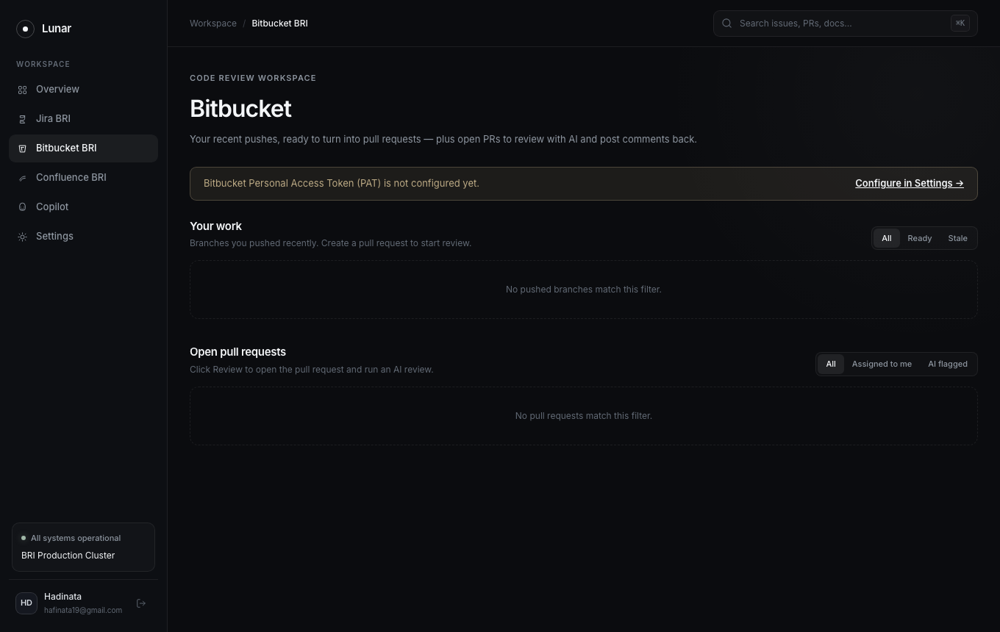 Lunar
WORKSPACE
Overview
Jira BRI
Bitbucket BRI
Confluence BRI
Copilot
Settings
All systems operational
BRI Production Cluster
HD
Hadinata
hafinata19@gmail.com
Workspace / Bitbucket BRI
Search issues, PRs, docs...
⌘K
CODE REVIEW WORKSPACE
Bitbucket
Your recent pushes, ready to turn into pull requests — plus open PRs to review with AI and post comments back.
Bitbucket Personal Access Token (PAT) is not configured yet.
Configure in Settings →
Your work
Branches you pushed recently. Create a pull request to start review.
All Ready Stale
No pushed branches match this filter.
Open pull requests
Click Review to open the pull request and run an AI review.
All Assigned to me AI flagged
No pull requests match this filter.